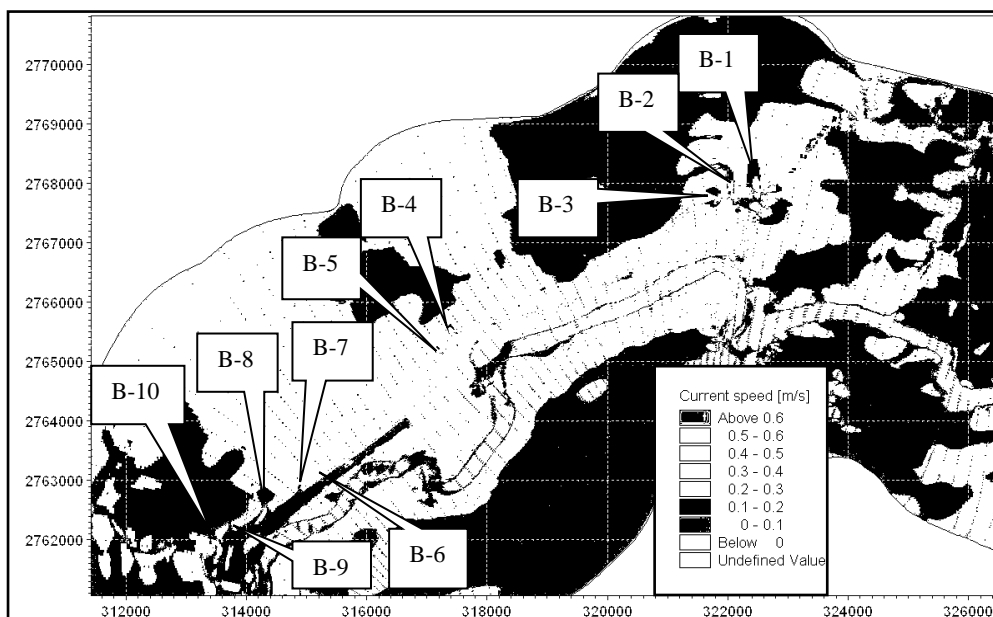 B-1
2770000
B-2
2769000
2768000
B-3
B-4
2767000
B-5
2766000
2765000
B-8
B-7
B-10
2764000
2763000
2762000
B-9
B-6
Current speed [m/s]
Above 0.6
0.5 - 0.6
0.4 - 0.5
0.3 - 0.4
0.2 - 0.3
0.1 - 0.2
0 - 0.1
Below 0
Undefined Value
312000 314000 316000 318000 320000 322000 324000 326000